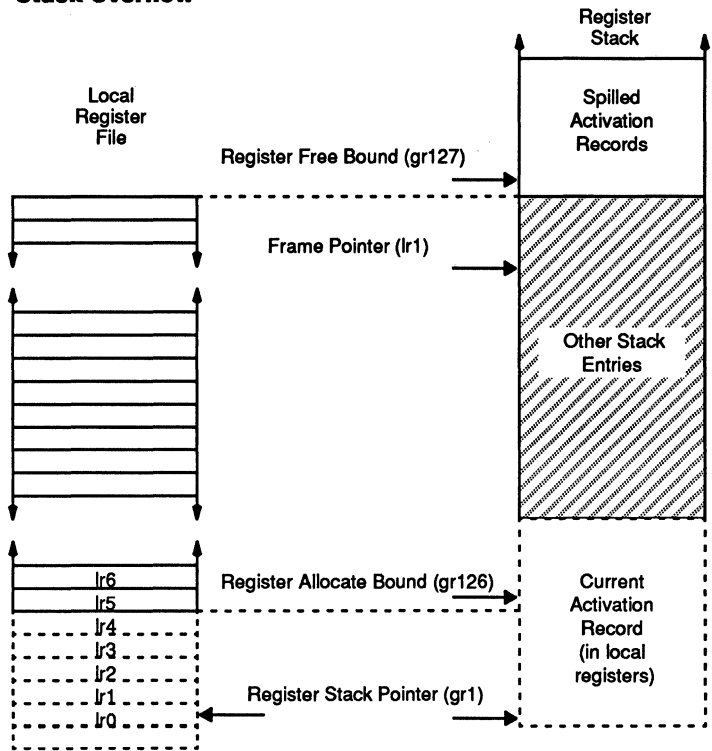 Stack Overflow
Register
Stack
Local
Register
File
Spilled
Activation
Records
Register Free Bound (gr127)
Frame Pointer (lr1)
Other Stack
Entries
lr6
Register Allocate Bound (gr126)
lr5
lr4
lr3
lr2
lr1
lr0
Current
Activation
Record
(in local
registers)
Register Stack Pointer (gr1)